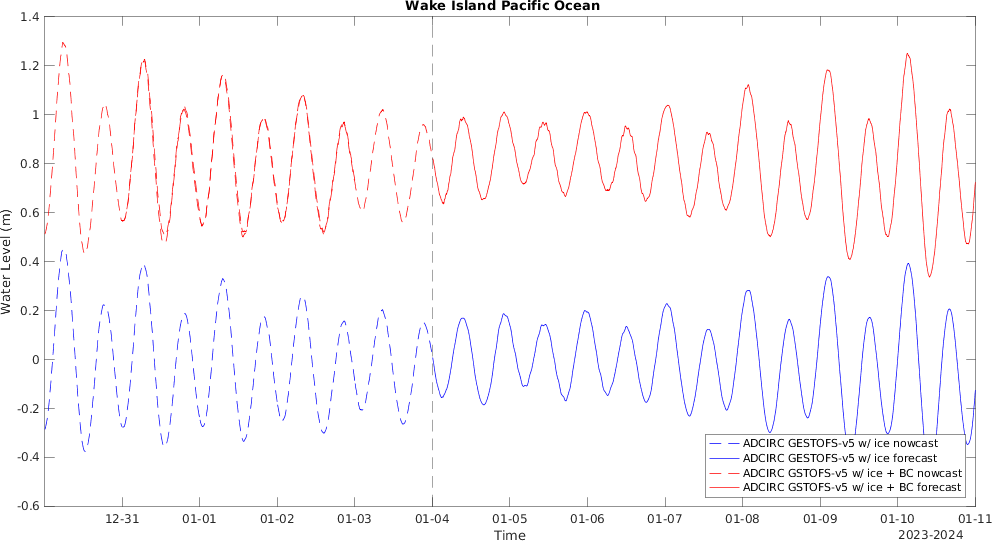 Wake Island Pacific Ocean
1.4
1.2
1
0.8
0.6
0.4
0.2
0
-0.2
-0.4
-0.6
Water Level (m)
ADCIRC GESTOFS-v5 w/ ice nowcast
ADCIRC GESTOFS-v5 w/ ice forecast
ADCIRC GSTOFS-v5 w/ ice + BC nowcast
ADCIRC GSTOFS-v5 w/ ice + BC forecast
12-31 01-01 01-02 01-03 01-04 01-05 01-06 01-07 01-08 01-09 01-10 01-11
Time
2023-2024